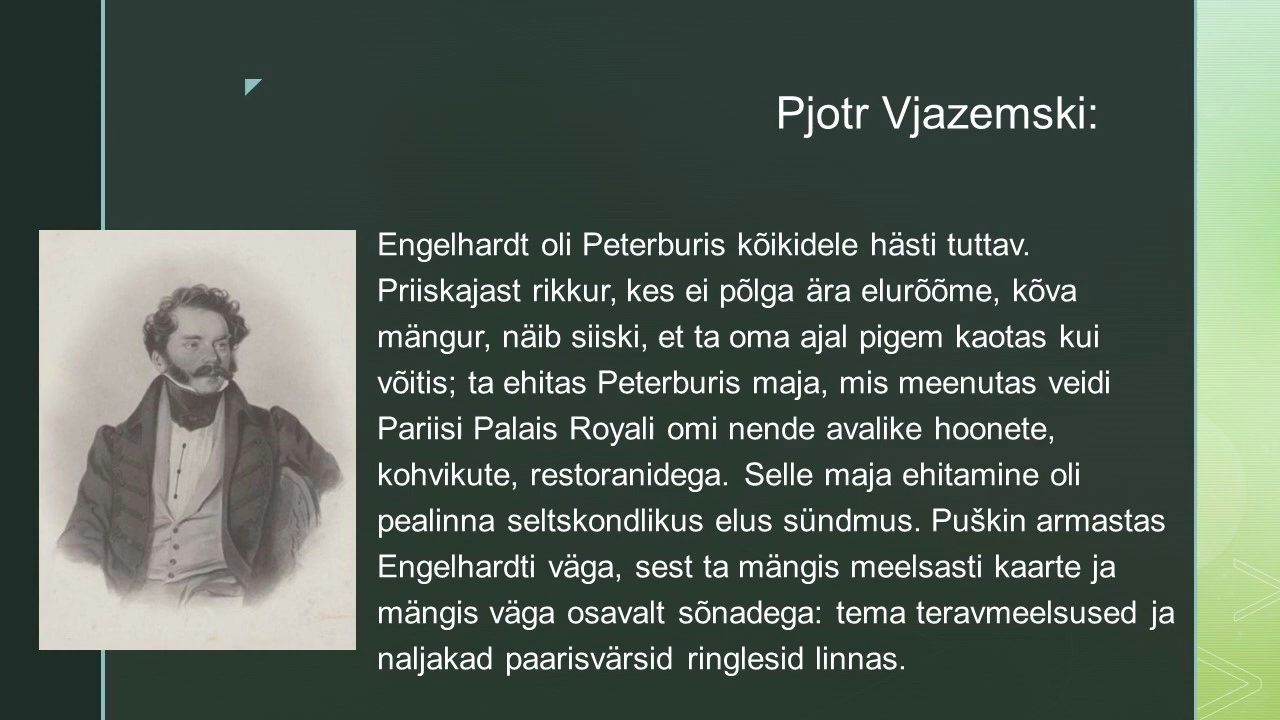 Pjotr Vjazemski:
Engelhardt oli Peterburis kõikidele hästi tuttav.
Priiskajast rikkur, kes ei põlga ära elurõõme, kõva
mängur, näib siiski, et ta oma ajal pigem kaotas kui
võitis; ta ehitas Peterburis maja, mis meenutas veidi
Pariisi Palais Royali omi nende avalike hoonete,
kohvikute, restoranidega. Selle maja ehitamine oli
pealinna seltskondlikus elus sündmus. Puškin armastas
Engelhardti väga, sest ta mängis meelsasti kaarte ja
mängis väga osavalt sõnadega: tema teravmeelsused ja
naljakad paarisvärsid ringlesid linnas.